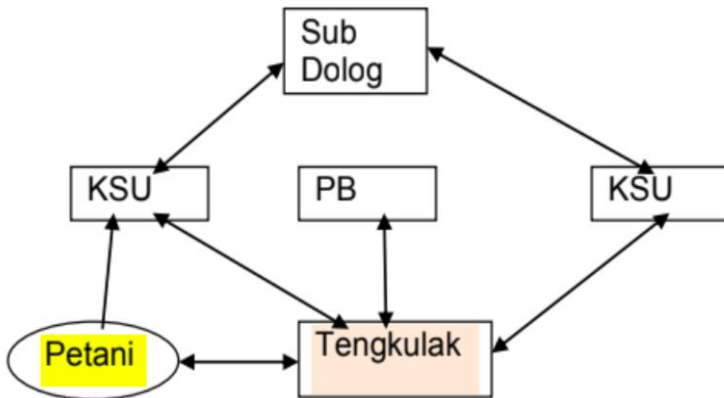 Sub
Dolog
KSU
PB
KSU
Petani
Tengkulak